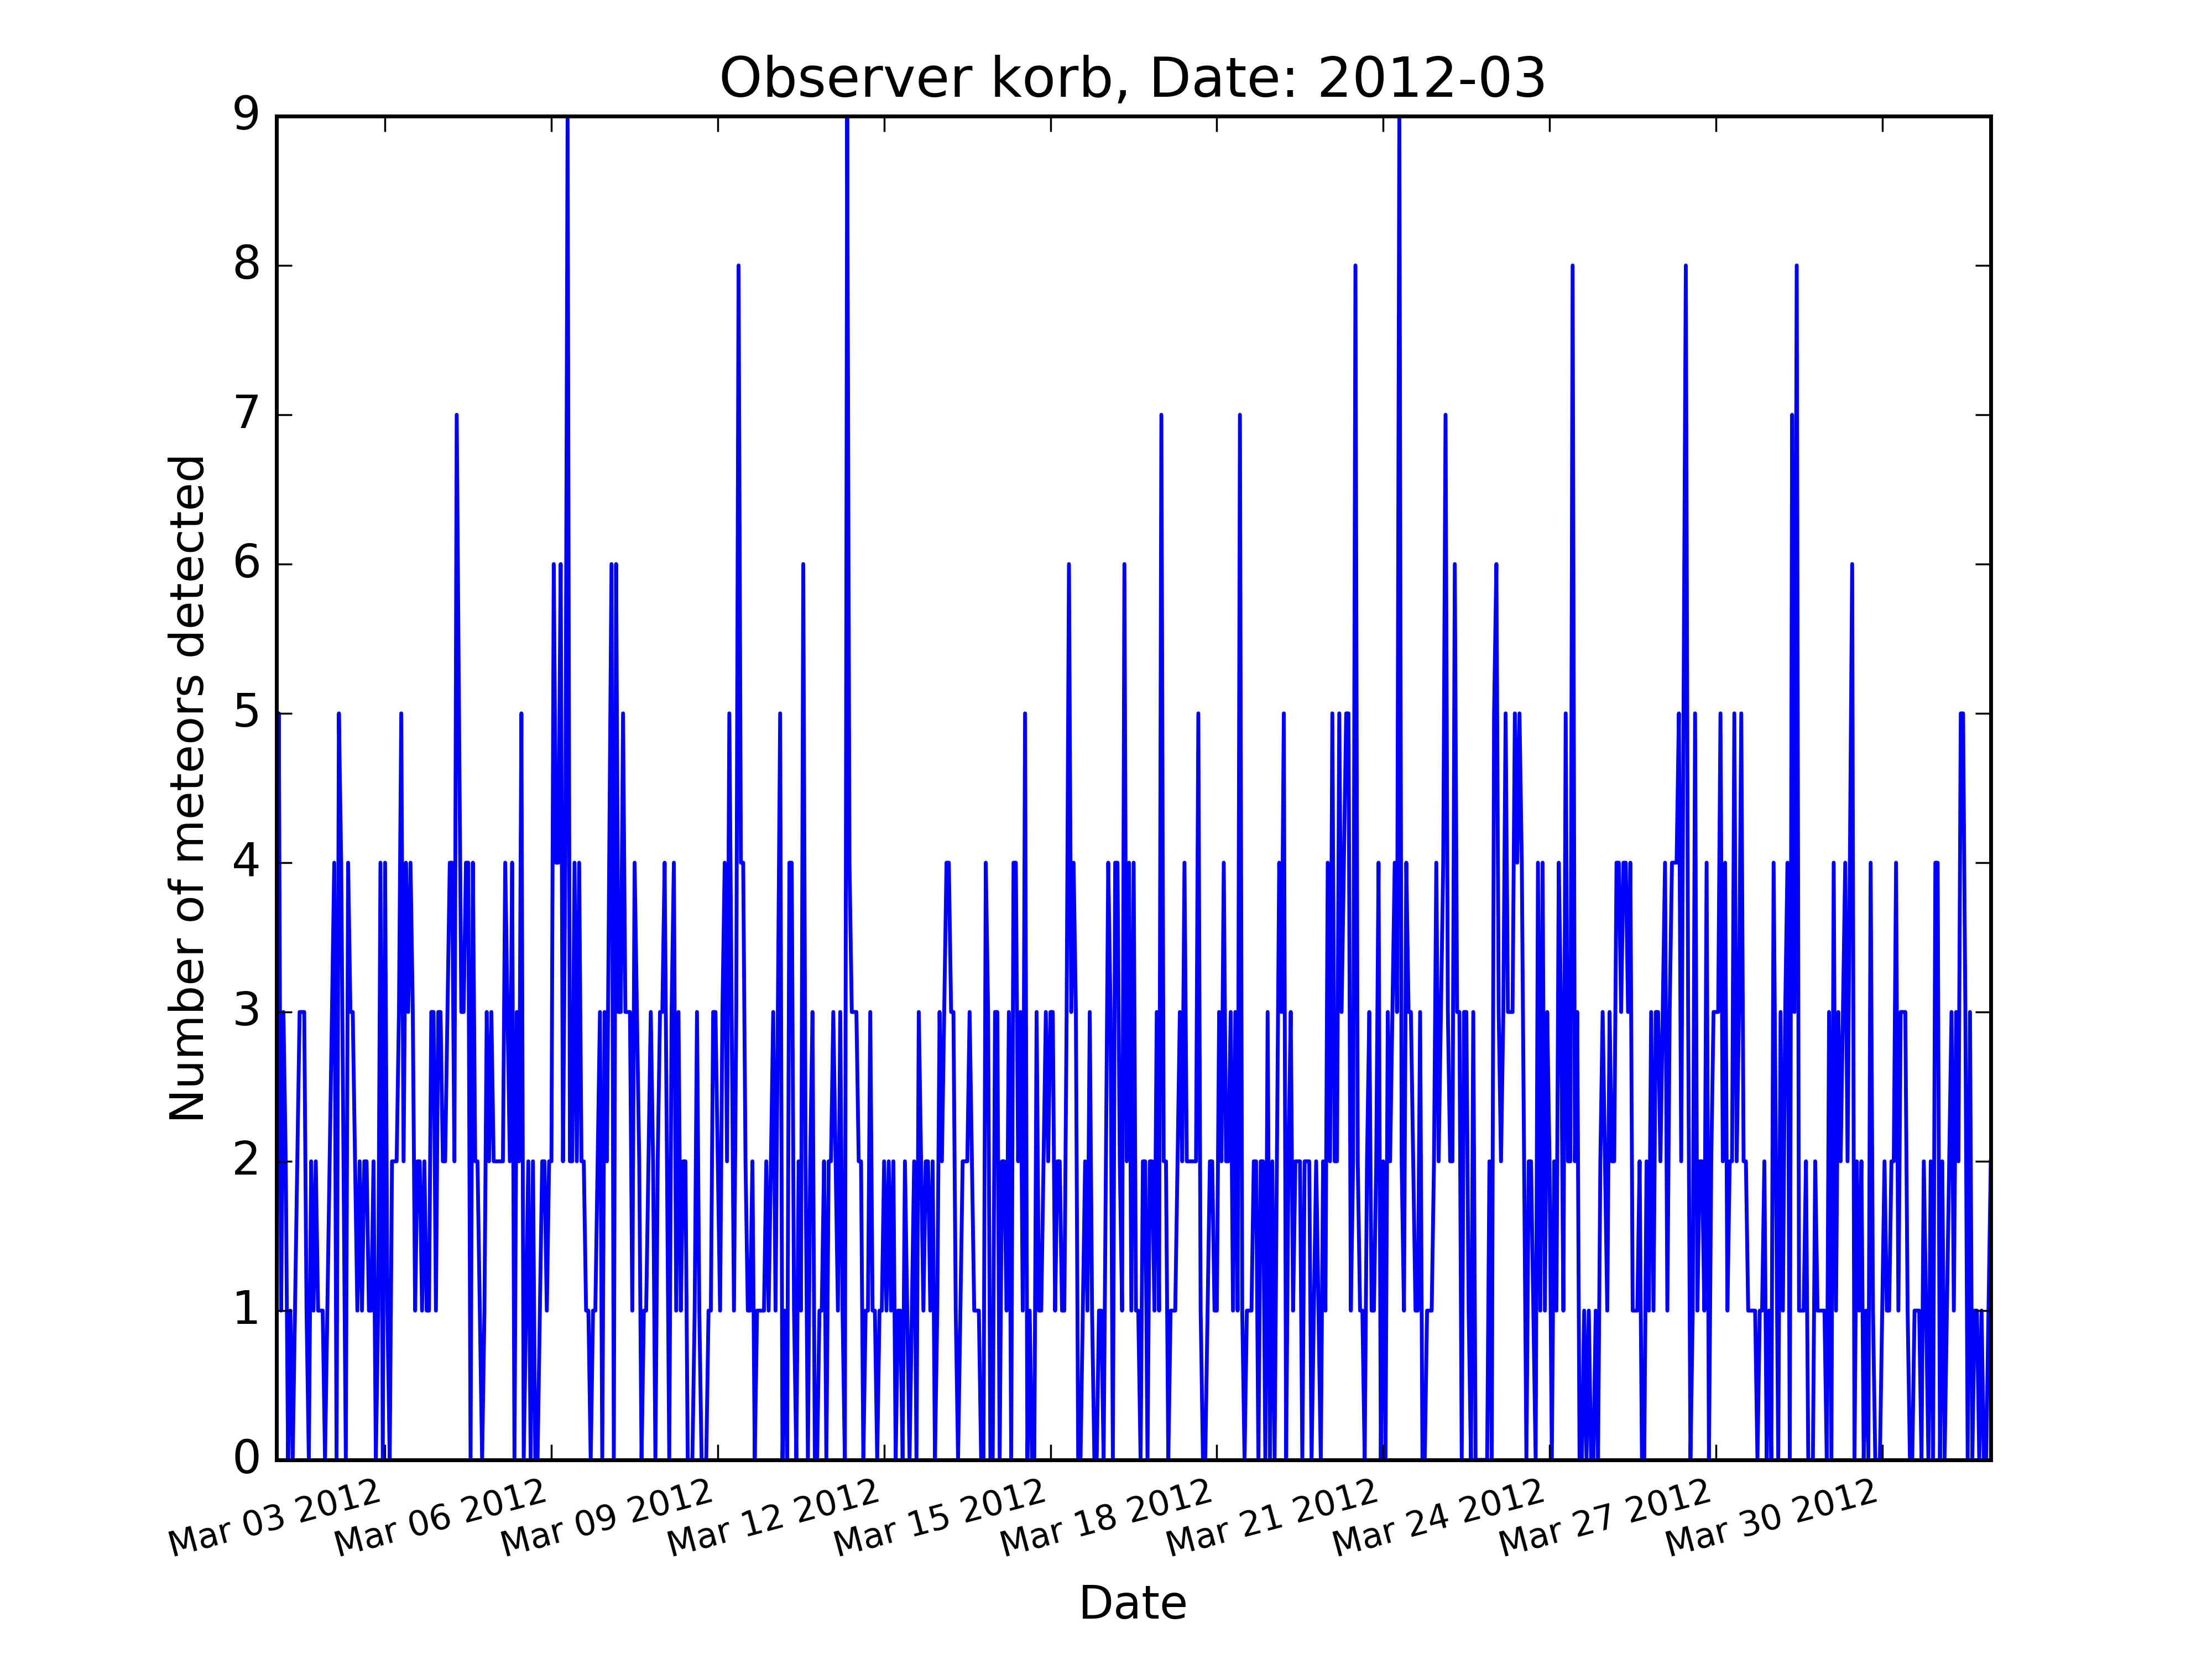 Observer korb, Date: 2012-03
9
8
7
6
5
4
3
2
1
0
Number of meteors detected
Mar 03 2012
Mar 06 2012
Mar 09 2012
Mar 12 2012
Mar 15 2012
Mar 18 2012
Mar 21 2012
Mar 24 2012
Mar 27 2012
Mar 30 2012
Date